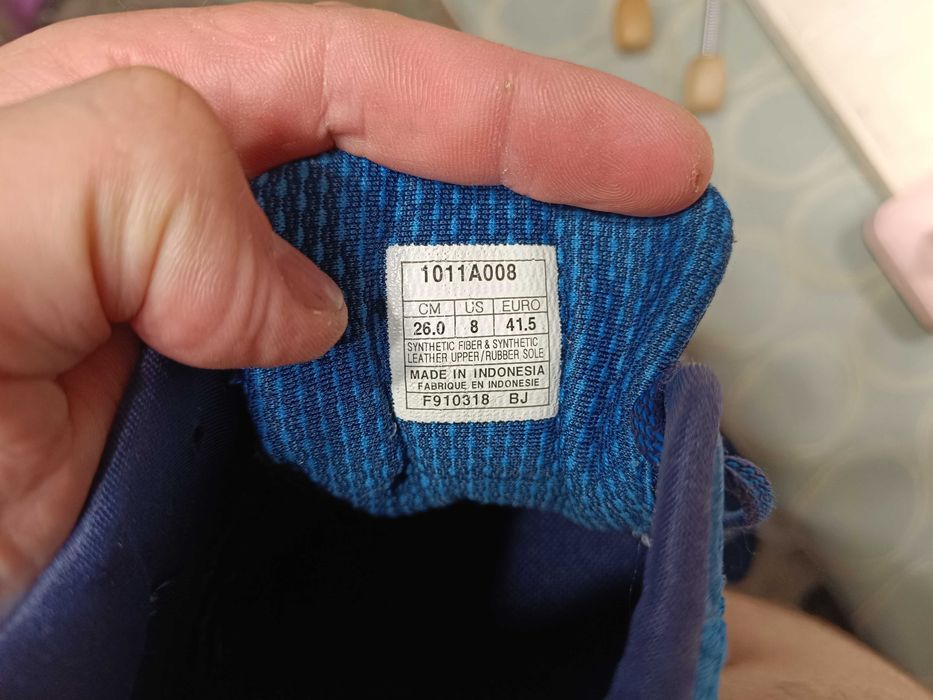 1011A008
CM US EURO
26.0 8 41.5
SYNTHETIC FIBER & SYNTHETIC
LEATHER UPPER/RUBBER SOLE
MADE IN INDONESIA
FABRIQUE EN INDONESIE
F910318 BJ